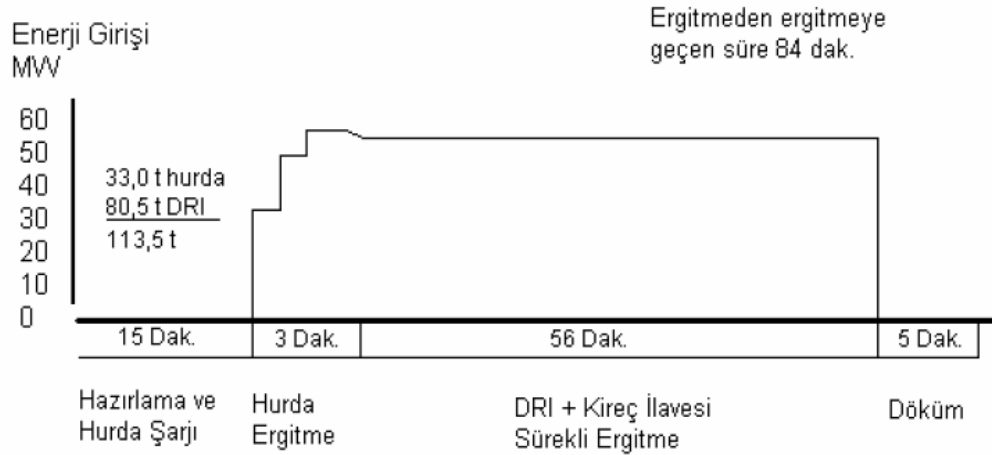 Enerji Girişi
MW
Ergitmeden ergitmeye
geçen süre 84 dak.
60
50
40
30
20
10
0
33,0 t hurda
80,5 t DRI
113,5 t
15 Dak.
3 Dak.
56 Dak.
5 Dak.
Hazırlama ve
Hurda Şarjı
Hurda
Ergitme
DRI + Kireç İlavesi
Sürekli Ergitme
Döküm